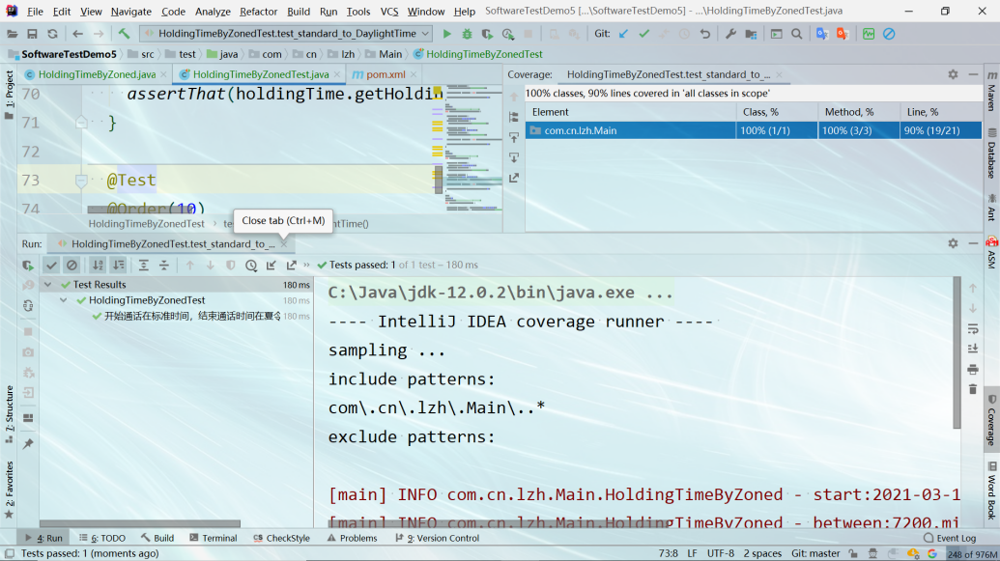 File Edit View Navigate Code Analyze Refactor Build Run Tools VCS Window Help SoftwareTestDemo5 [...\SoftwareTestDemo5] - ...\HoldingTimeByZonedTest.java
HoldingTimeByZonedTest.test_standard_to_DaylightTime Git:
SoftwareTestDemo5 src test java com cn lzh Main HoldingTimeByZonedTest
1: Project
HoldingTimeByZoned.java HoldingTimeByZonedTest.java pom.xml
70 assertThat(holdingTime.getHoldin
71 }
72
73 @Test
74 @Order(10)
HoldingTimeByZonedTest
Close tab (Ctrl+M)
Coverage: HoldingTimeByZonedTest.test_standard_to_...
100% classes, 90% lines covered in 'all classes in scope'
Element Class, % Method, % Line, %
com.cn.lzh.Main 100% (1/1) 100% (3/3) 90% (19/21)
Maven
Database
Ant
ASM
Coverage
Word Book
Run: HoldingTimeByZonedTest.test_standard_to_...
Tests passed: 1 of 1 test – 180 ms
Test Results 180 ms
HoldingTimeByZonedTest 180 ms
开始通话在标准时间，结束通话时间在夏令 180 ms
C:\Java\jdk-12.0.2\bin\java.exe ...
---- IntelliJ IDEA coverage runner ----
sampling ...
include patterns:
com\.cn\.lzh\.Main\..*
exclude patterns:
[main] INFO com.cn.lzh.Main.HoldingTimeByZoned - start:2021-03-1
[main] INFO com.cn.lzh.Main.HoldingTimeByZoned - between:7200.mi
7: Structure
2: Favorites
4: Run 6: TODO Build Terminal CheckStyle Problems 9: Version Control Event Log
Tests passed: 1 (moments ago) 73:8 LF UTF-8 2 spaces Git: master 248 of 976M